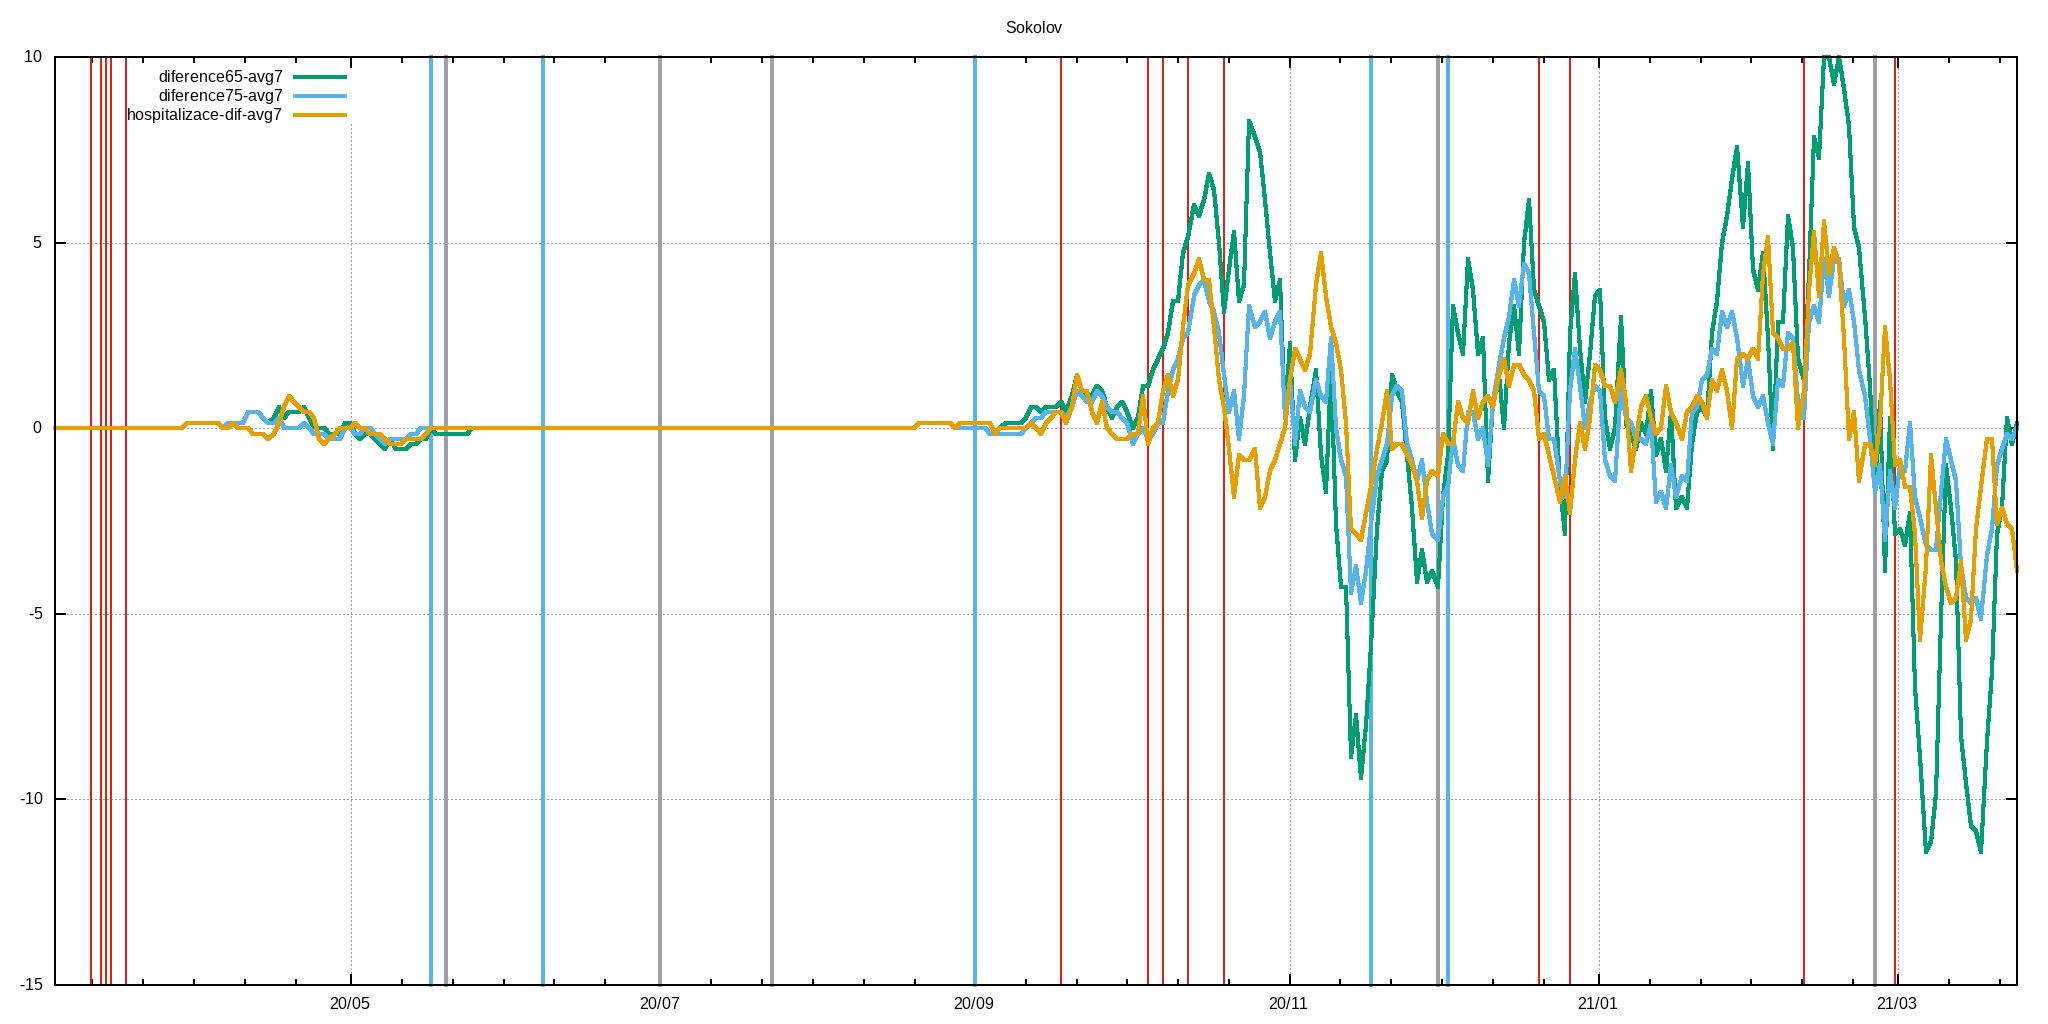 Sokolov
diference65-avg7
diference75-avg7
hospitalizace-dif-avg7
10
5
0
-5
-10
-15
20/05 20/07 20/09 20/11 21/01 21/03